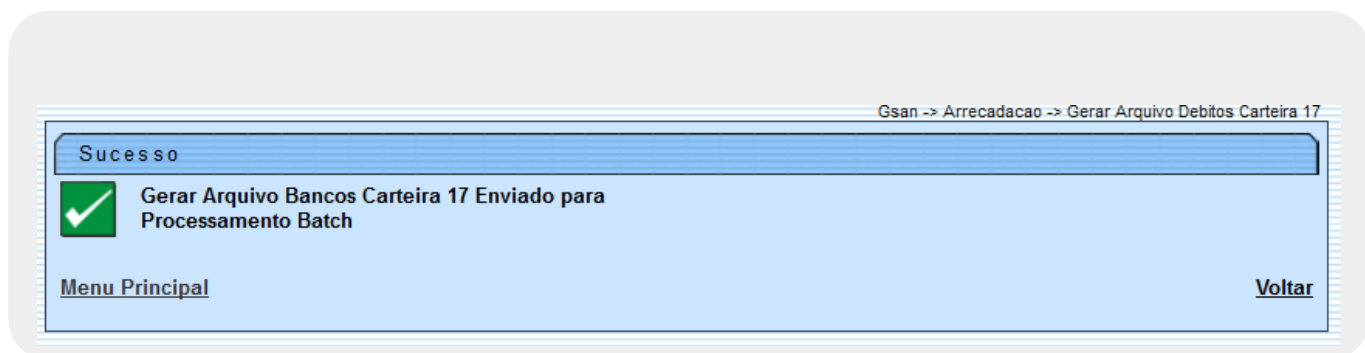 Gsan -> Arrecadacao -> Gerar Arquivo Debitos Carteira 17
Sucesso
Gerar Arquivo Bancos Carteira 17 Enviado para
Processamento Batch
Menu Principal
Voltar